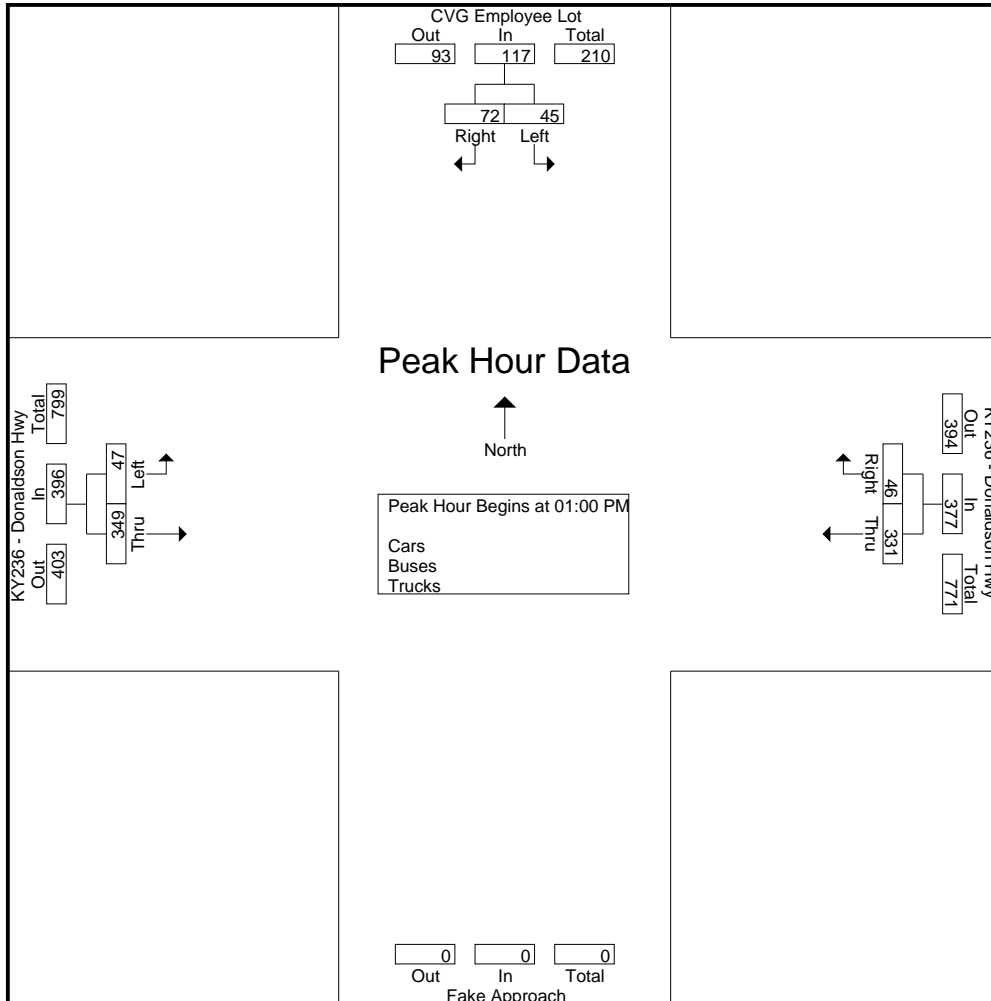 CVG Employee Lot
Out In Total
93 117 210
72 45
Right Left
Peak Hour Data
North
Peak Hour Begins at 01:00 PM
Cars
Buses
Trucks
KY236 - Donaldson Hwy
Out In Total
403 396 799
47 349
Left Thru
KY236 - Donaldson Hwy
Out In Total
394 377 771
46 331
Right Thru
0 0 0
Out In Total
Fake Approach